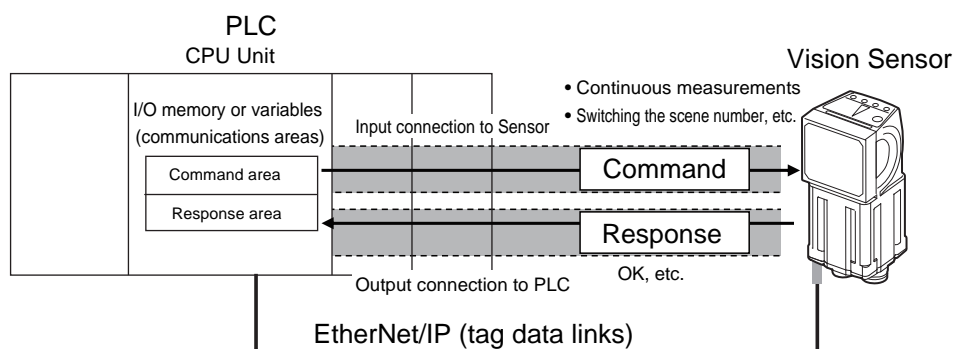 PLC
CPU Unit
Vision Sensor
• Continuous measurements
• Switching the scene number, etc.
I/O memory or variables
(communications areas)
Input connection to Sensor
Command area
Command
Response area
Response
OK, etc.
Output connection to PLC
EtherNet/IP (tag data links)